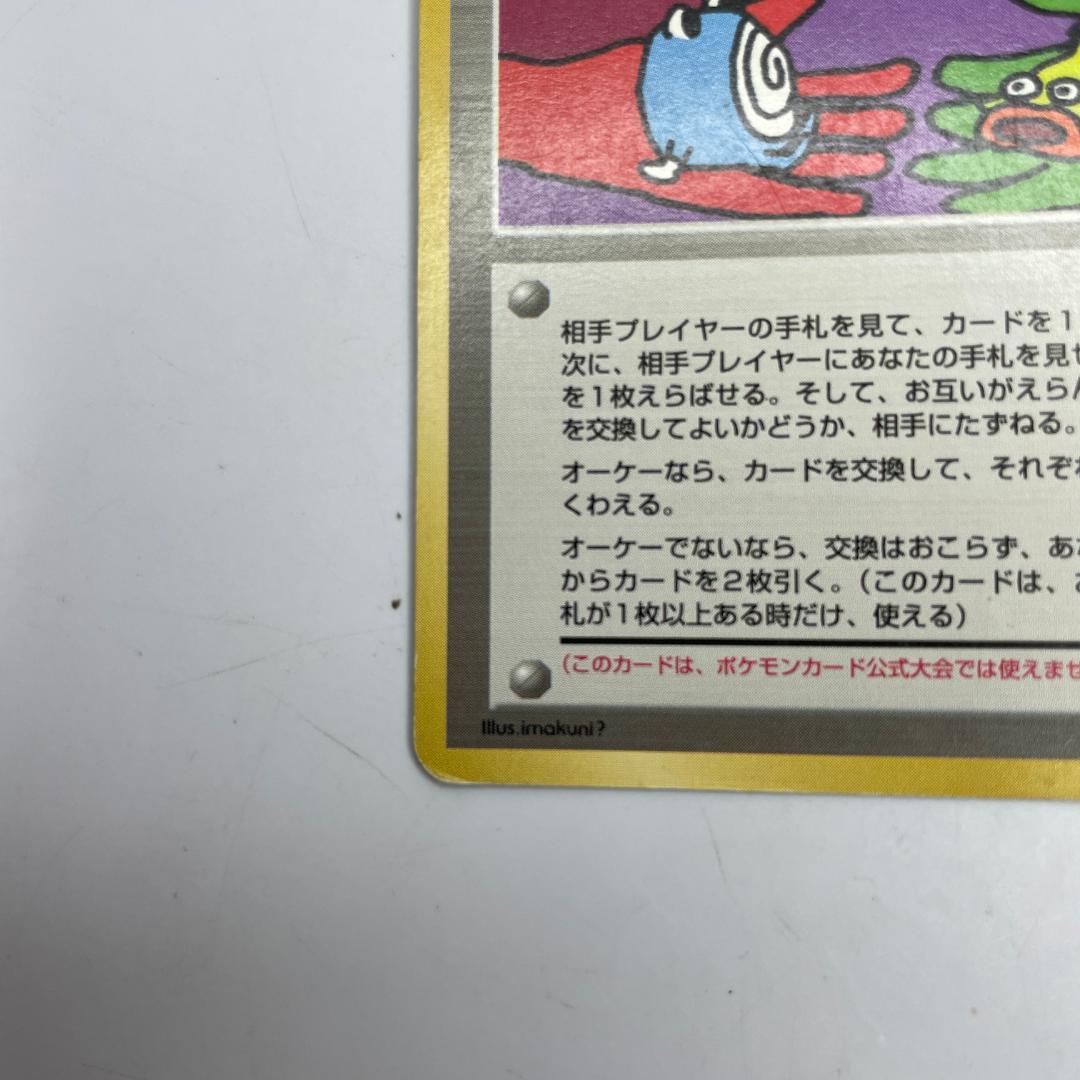 相手プレイヤーの手札を見て、カードを１
次に、相手プレイヤーにあなたの手札を見せ
を１枚えらばせる。そして、お互いがえらん
を交換してよいかどうか、相手にたずねる。
オーケーなら、カードを交換して、それぞれ
くわえる。
オーケーでないなら、交換はおこらず、あな
からカードを２枚引く。（このカードは、お
札が１枚以上ある時だけ、使える）
（このカードは、ポケモンカード公式大会では使えませ
Illus.imakuni?